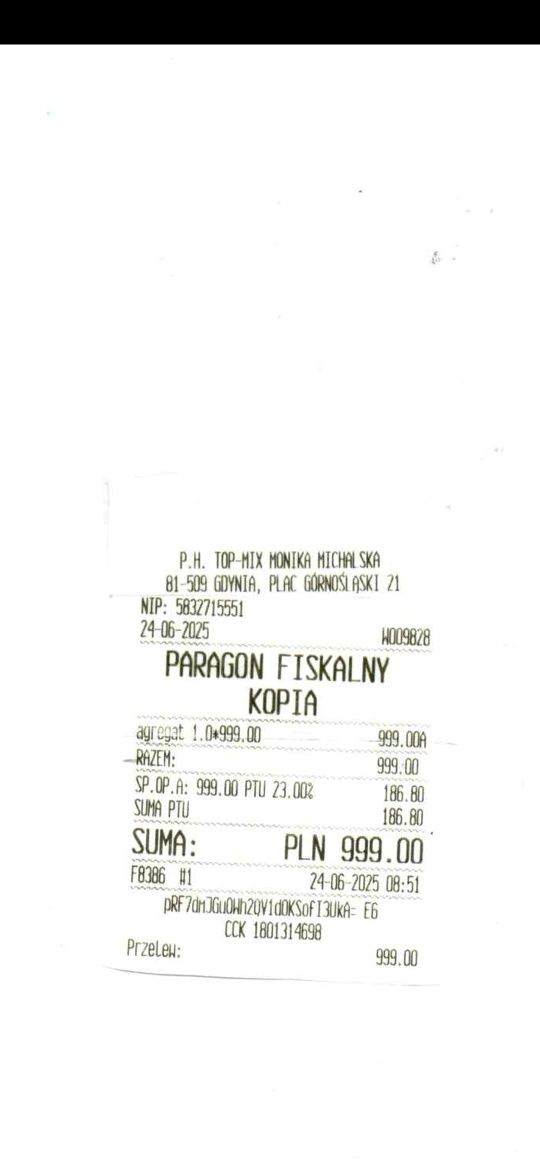 P.H. TOP-MIX MONIKA MICHALSKA
81-509 GDYNIA, PLAC GÓRNOŚLĄSKI 21
NIP: 5832715551
24-06-2025 W009828
PARAGON FISKALNY
KOPIA
agregat 1.0*999.00 999.00A
RAZEM: 999.00
SP.OP.A: 999.00 PTU 23.00% 186.80
SUMA PTU 186.80
SUMA: PLN 999.00
F8386 #1 24-06-2025 08:51
E6
CCK 1801314698
Przelew: 999.00